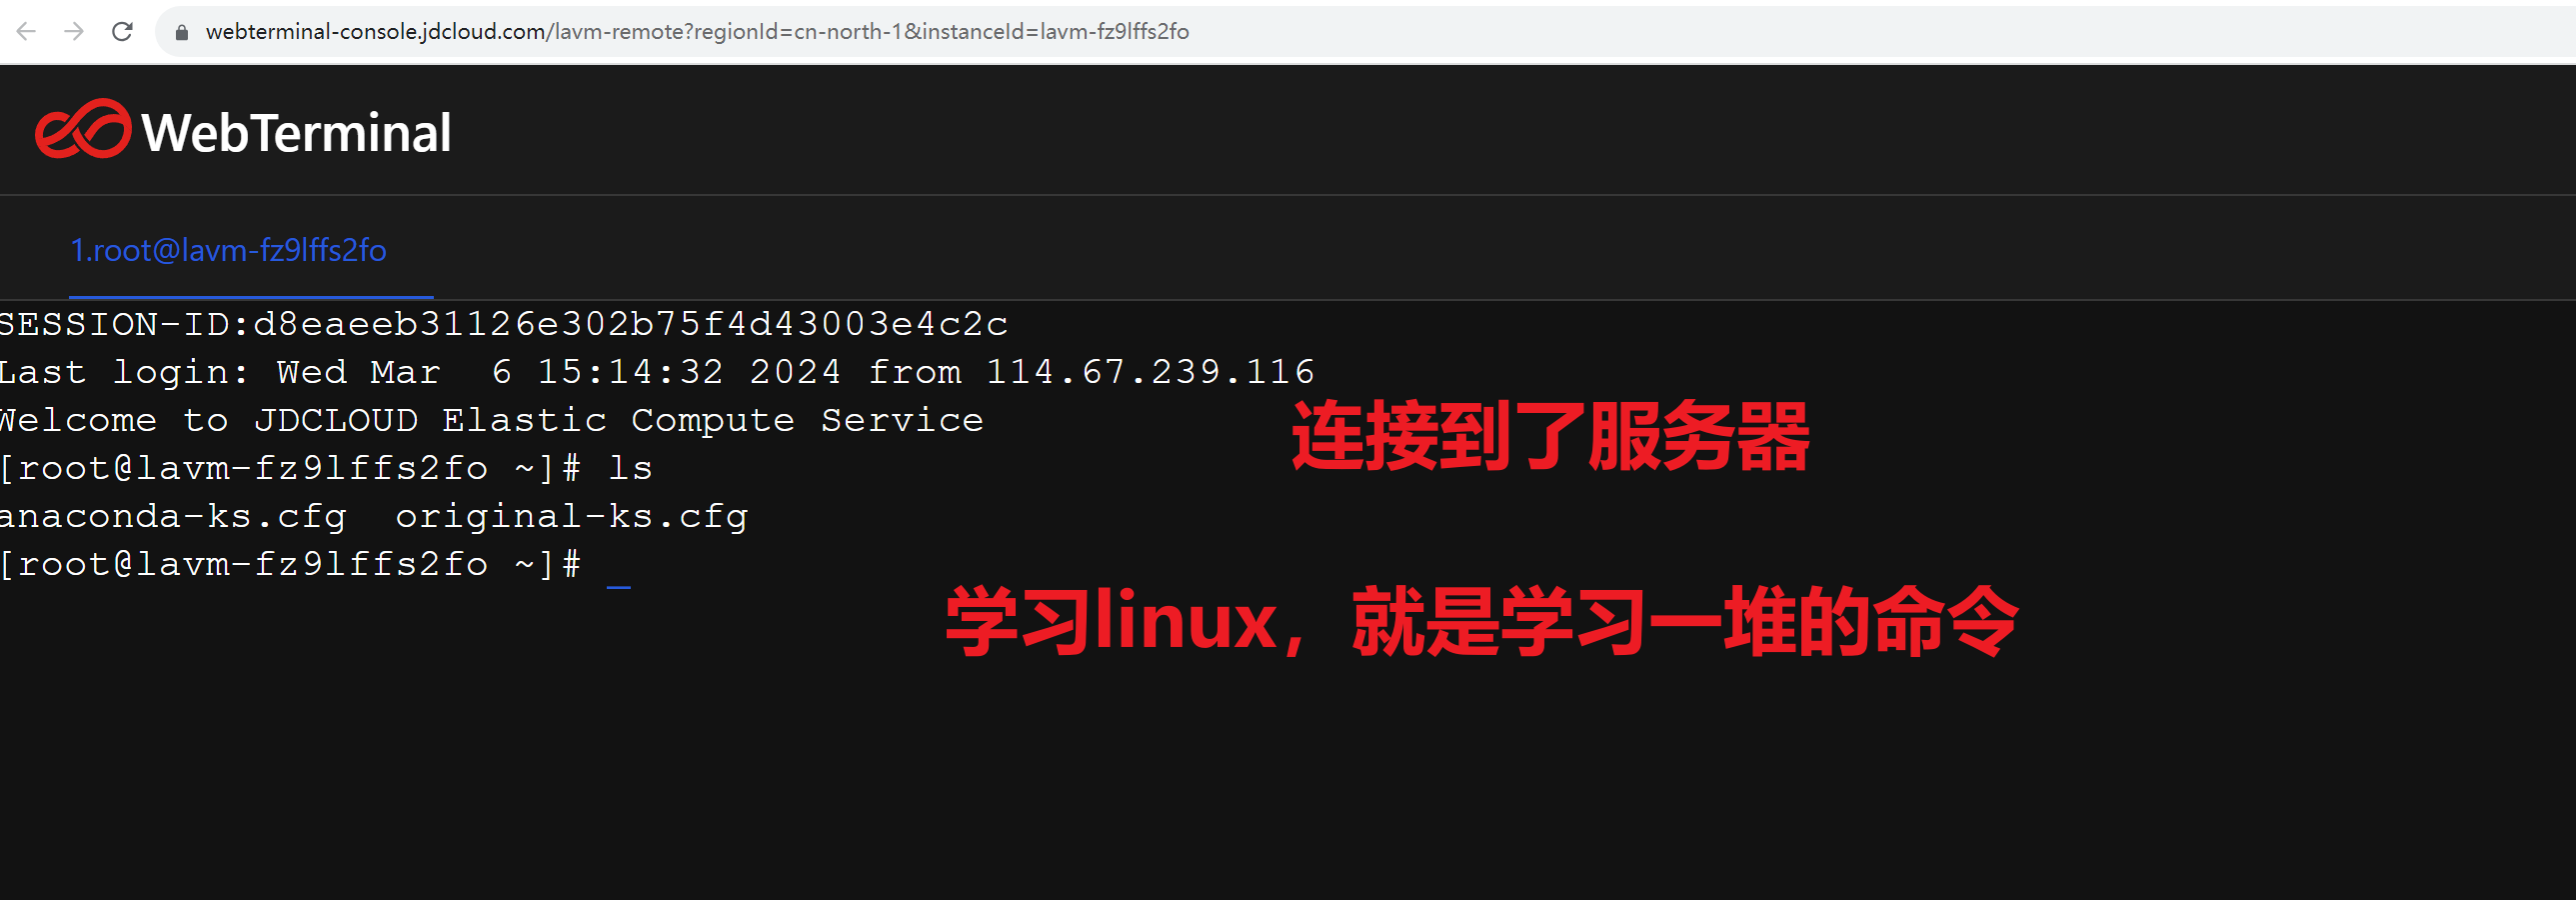 webterminal-console.jdcloud.com/lavm-remote?regionId=cn-north-1&instanceId=lavm-fz9lffs2fo
WebTerminal
1.root@lavm-fz9lffs2fo
SESSION-ID:d8eaeeb31126e302b75f4d43003e4c2c
Last login: Wed Mar  6 15:14:32 2024 from 114.67.239.116
Welcome to JDCLOUD Elastic Compute Service
连接到了服务器
[root@lavm-fz9lffs2fo ~]# ls
anaconda-ks.cfg  original-ks.cfg
[root@lavm-fz9lffs2fo ~]# _
学习linux，就是学习一堆的命令